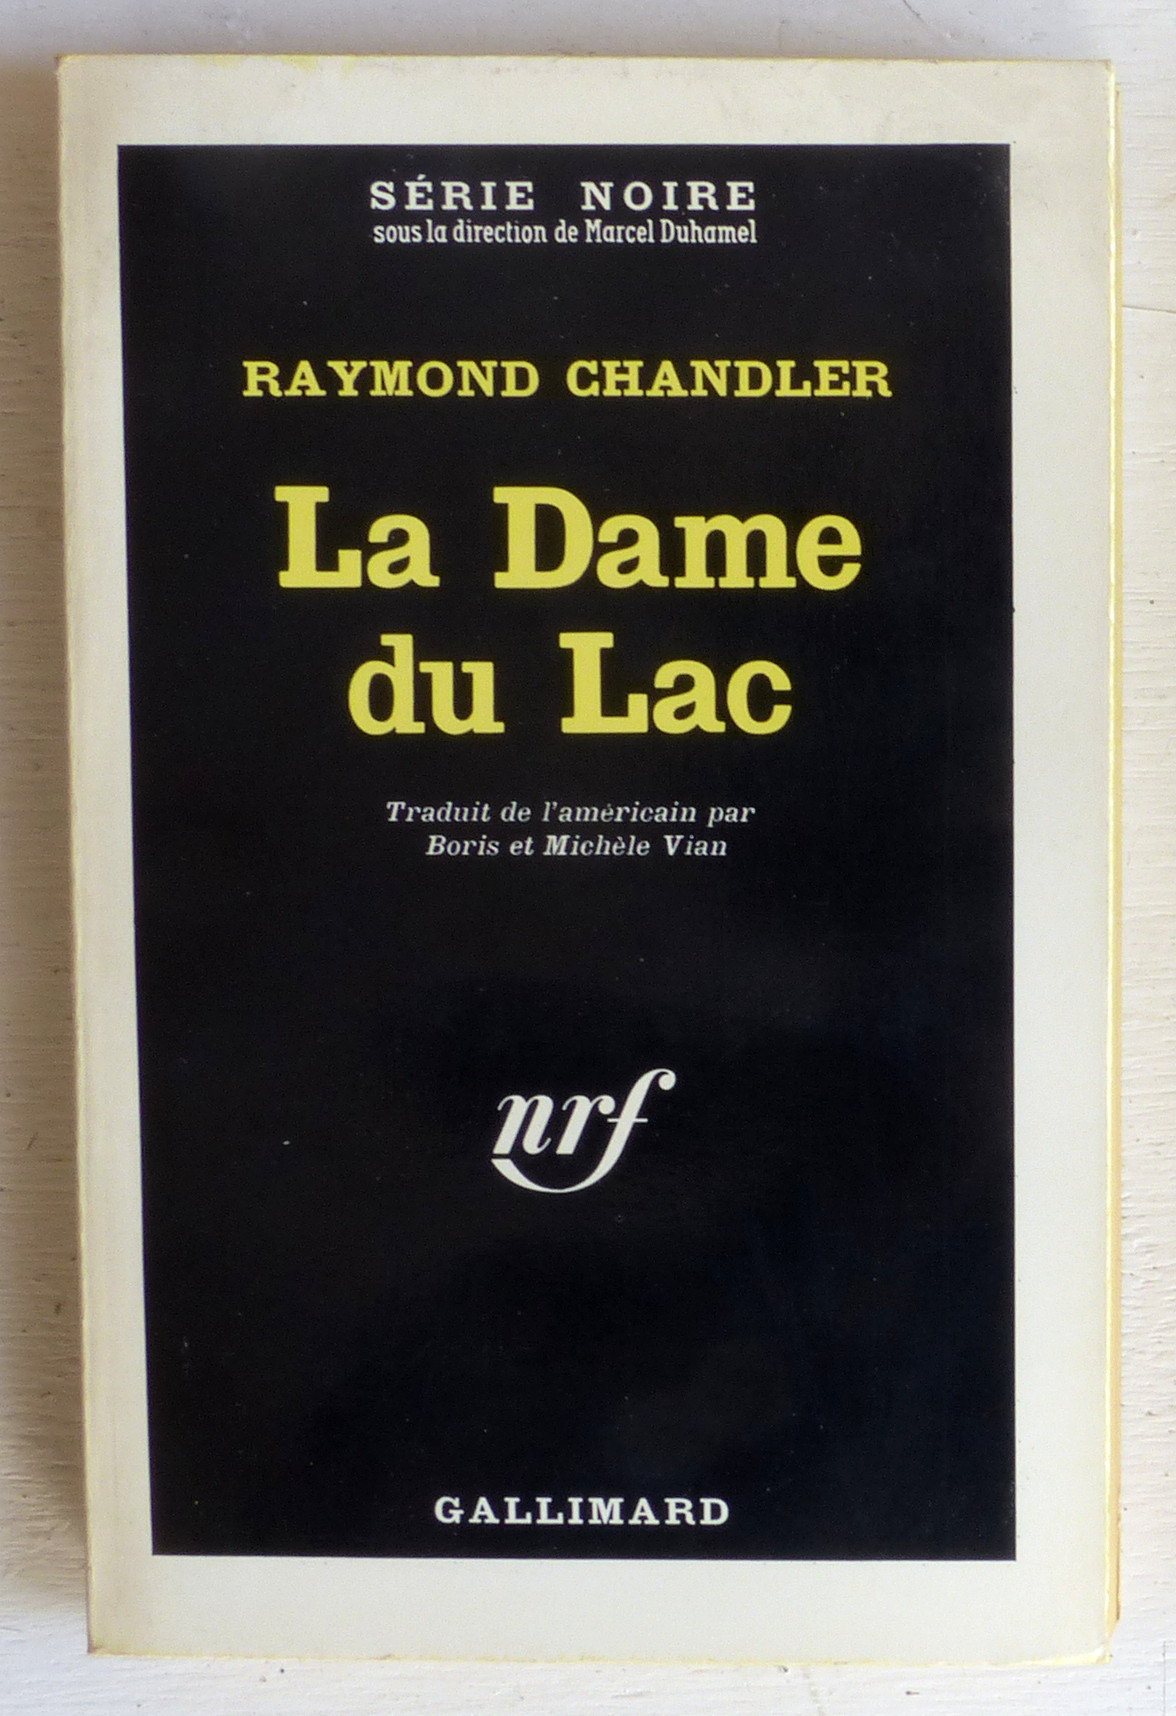 SÉRIE NOIRE
sous la direction de Marcel Duhamel
RAYMOND CHANDLER
La Dame
du Lac
Traduit de l'américain par
Boris et Michèle Vian
nrf
GALLIMARD